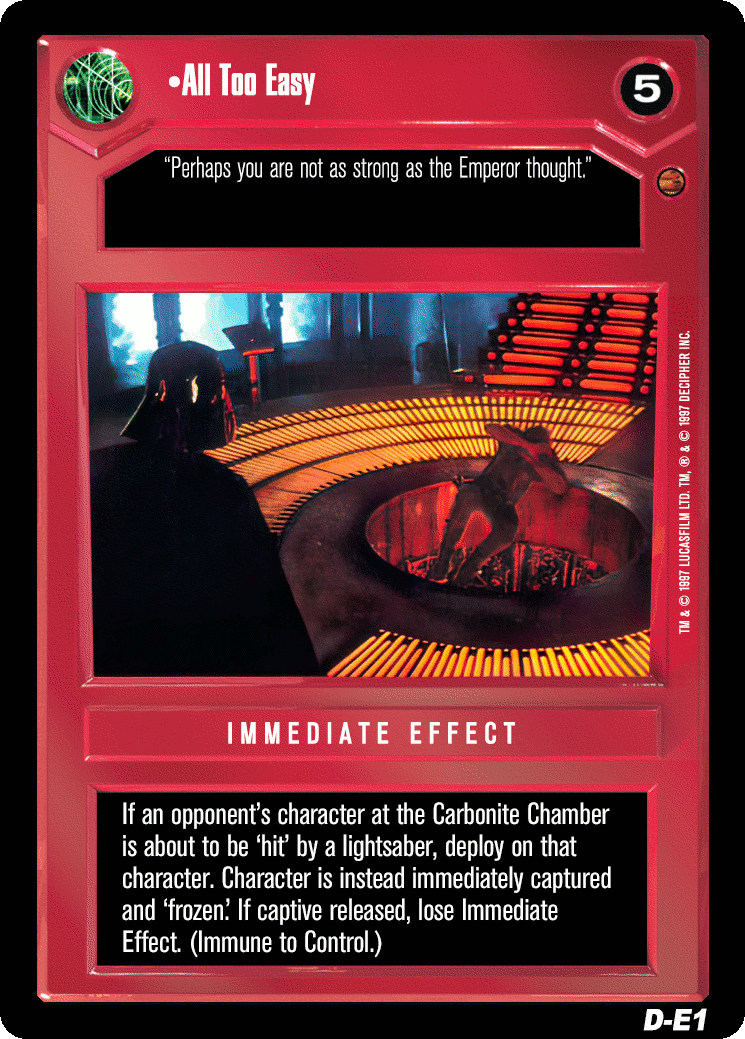 •All Too Easy
5
“Perhaps you are not as strong as the Emperor thought.”
TM & © 1997 LUCASFILM LTD. TM, ® & © 1997 DECIPHER INC.
IMMEDIATE EFFECT
If an opponent’s character at the Carbonite Chamber
is about to be ‘hit’ by a lightsaber, deploy on that
character. Character is instead immediately captured
and ‘frozen.’ If captive released, lose Immediate
Effect. (Immune to Control.)
D-E1